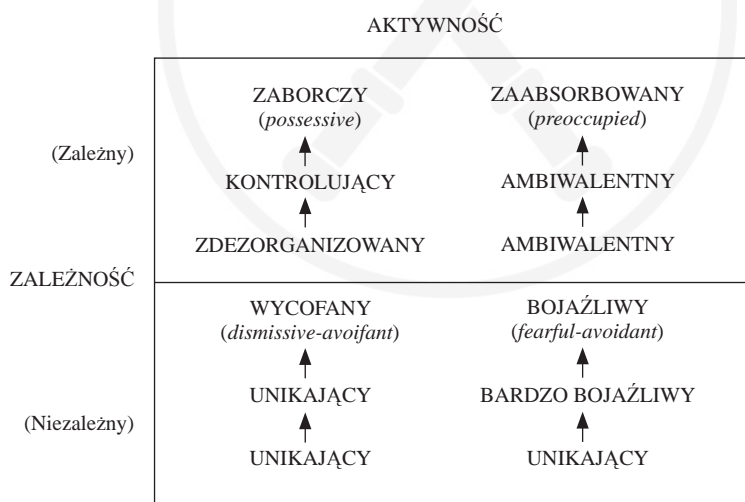 AKTYWNOŚĆ
ZABORCZY ZAABSORBOWANY
(possessive) (preoccupied)
(Zależny)
KONTROLUJĄCY AMBIWALENTNY
ZDEZORGANIZOWANY AMBIWALENTNY
ZALEŻNOŚĆ
WYCOFANY BOJAŹLIWY
(dismissive-avoifant) (fearful-avoidant)
UNIKAJĄCY BARDZO BOJAŹLIWY
(Niezależny)
UNIKAJĄCY UNIKAJĄCY